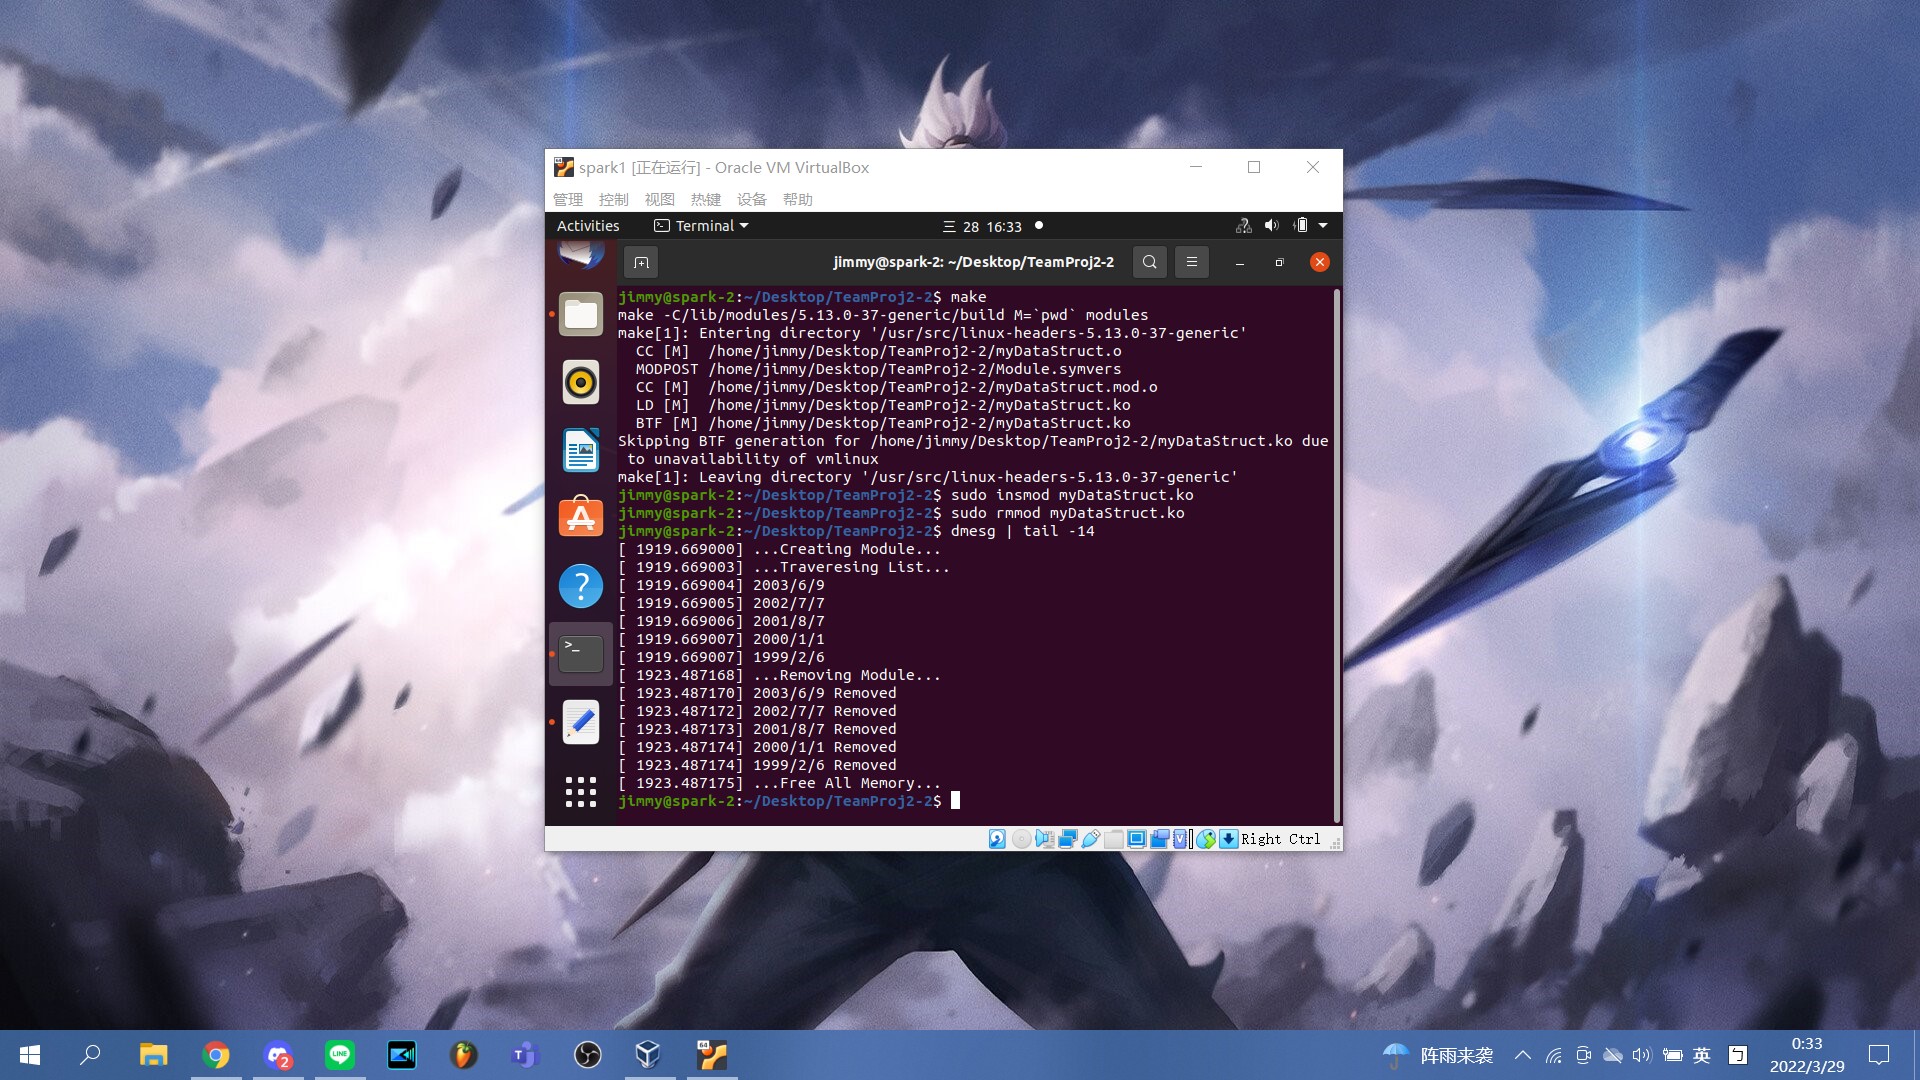 spark1 [正在运行] - Oracle VM VirtualBox
管理 控制 视图 热键 设备 帮助
Activities Terminal 三 28 16:33
jimmy@spark-2: ~/Desktop/TeamProj2-2
jimmy@spark-2:~/Desktop/TeamProj2-2$ make
make -C/lib/modules/5.13.0-37-generic/build M=`pwd` modules
make[1]: Entering directory '/usr/src/linux-headers-5.13.0-37-generic'
CC [M] /home/jimmy/Desktop/TeamProj2-2/myDataStruct.o
MODPOST /home/jimmy/Desktop/TeamProj2-2/Module.symvers
CC [M] /home/jimmy/Desktop/TeamProj2-2/myDataStruct.mod.o
LD [M] /home/jimmy/Desktop/TeamProj2-2/myDataStruct.ko
BTF [M] /home/jimmy/Desktop/TeamProj2-2/myDataStruct.ko
Skipping BTF generation for /home/jimmy/Desktop/TeamProj2-2/myDataStruct.ko due
to unavailability of vmlinux
make[1]: Leaving directory '/usr/src/linux-headers-5.13.0-37-generic'
jimmy@spark-2:~/Desktop/TeamProj2-2$ sudo insmod myDataStruct.ko
jimmy@spark-2:~/Desktop/TeamProj2-2$ sudo rmmod myDataStruct.ko
jimmy@spark-2:~/Desktop/TeamProj2-2$ dmesg | tail -14
[ 1919.669000] ...Creating Module...
[ 1919.669003] ...Traveresing List...
[ 1919.669004] 2003/6/9
[ 1919.669005] 2002/7/7
[ 1919.669006] 2001/8/7
[ 1919.669007] 2000/1/1
[ 1919.669007] 1999/2/6
[ 1923.487168] ...Removing Module...
[ 1923.487170] 2003/6/9 Removed
[ 1923.487172] 2002/7/7 Removed
[ 1923.487173] 2001/8/7 Removed
[ 1923.487174] 2000/1/1 Removed
[ 1923.487174] 1999/2/6 Removed
[ 1923.487175] ...Free All Memory...
jimmy@spark-2:~/Desktop/TeamProj2-2$
Right Ctrl
2
LINE
64
阵雨来袭
英
0:33
2022/3/29